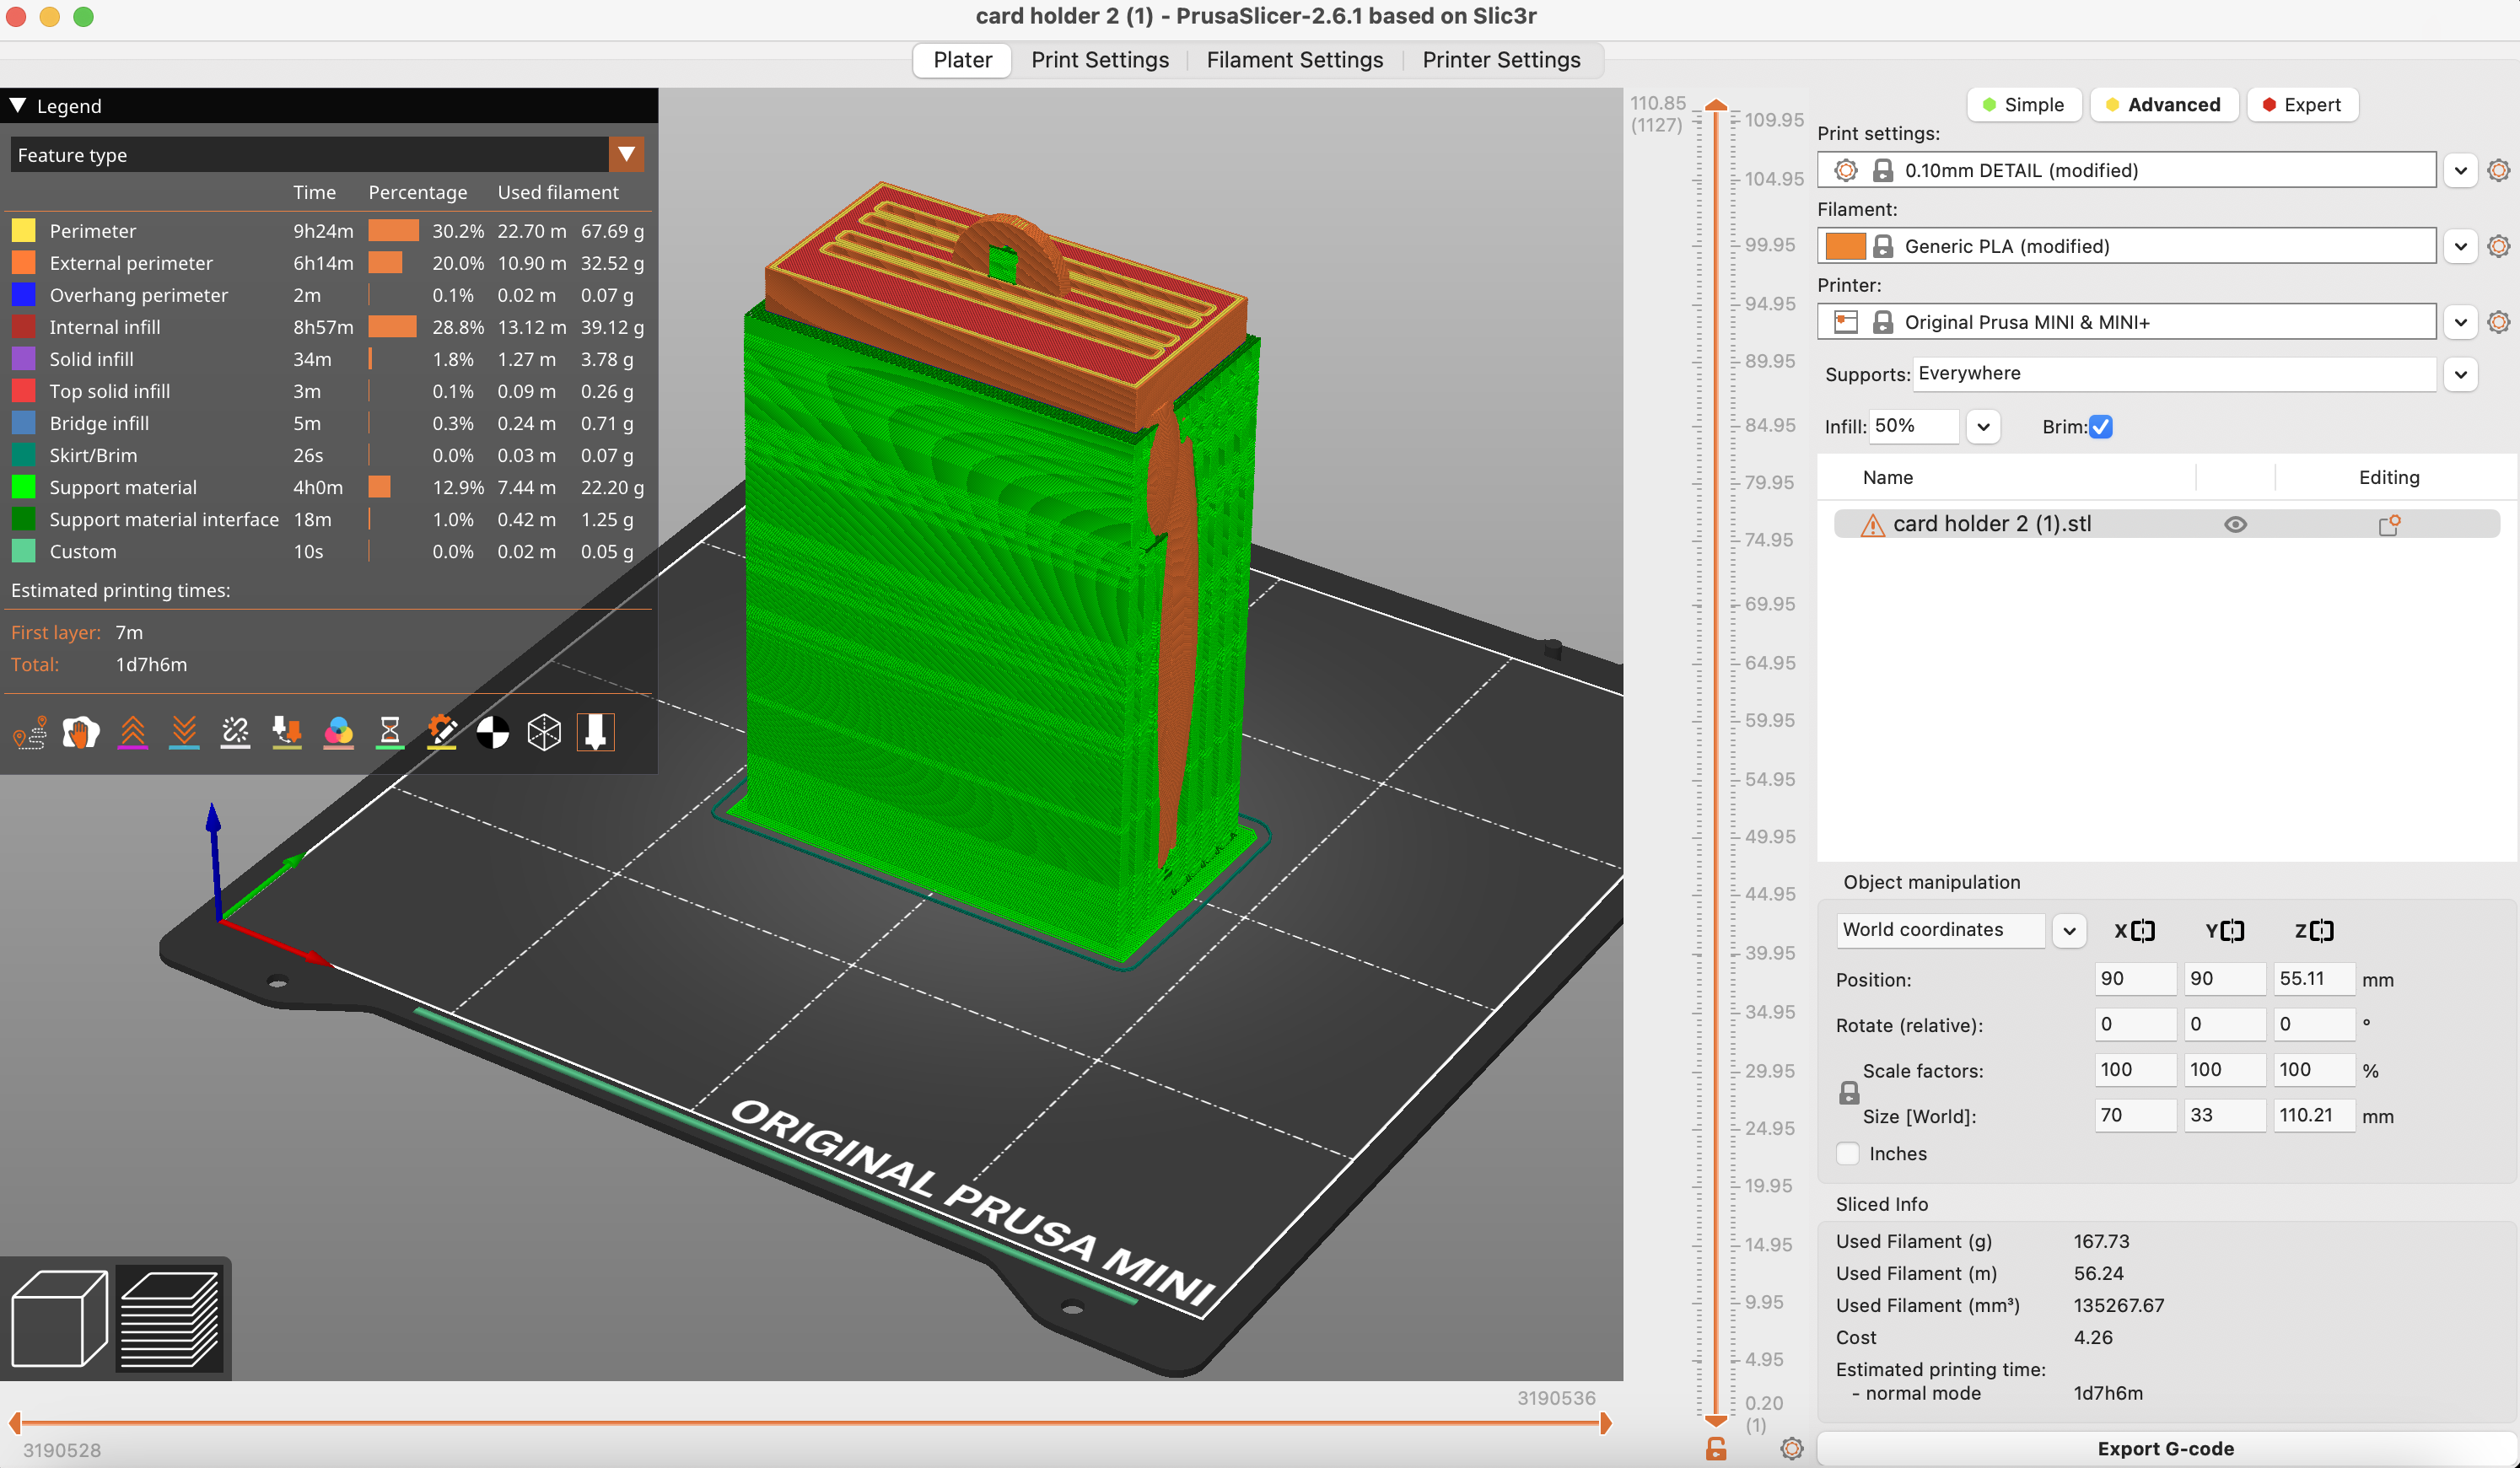 card holder 2 (1) - PrusaSlicer-2.6.1 based on Slic3r
Plater Print Settings Filament Settings Printer Settings
Legend
Feature type
Time Percentage Used filament
Perimeter 9h24m 30.2% 22.70 m 67.69 g
External perimeter 6h14m 20.0% 10.90 m 32.52 g
Overhang perimeter 2m 0.1% 0.02 m 0.07 g
Internal infill 8h57m 28.8% 13.12 m 39.12 g
Solid infill 34m 1.8% 1.27 m 3.78 g
Top solid infill 3m 0.1% 0.09 m 0.26 g
Bridge infill 5m 0.3% 0.24 m 0.71 g
Skirt/Brim 26s 0.0% 0.03 m 0.07 g
Support material 4h0m 12.9% 7.44 m 22.20 g
Support material interface 18m 1.0% 0.42 m 1.25 g
Custom 10s 0.0% 0.02 m 0.05 g
Estimated printing times:
First layer: 7m
Total: 1d7h6m
ORIGINAL PRUSA MINI
3190536
3190528
110.85
(1127)
109.95
104.95
99.95
94.95
89.95
84.95
79.95
74.95
69.95
64.95
59.95
54.95
49.95
44.95
39.95
34.95
29.95
24.95
19.95
14.95
9.95
4.95
0.20
(1)
Simple Advanced Expert
Print settings:
0.10mm DETAIL (modified)
Filament:
Generic PLA (modified)
Printer:
Original Prusa MINI & MINI+
Supports: Everywhere
Infill: 50% Brim:
Name Editing
card holder 2 (1).stl
Object manipulation
World coordinates X Y Z
Position: 90 90 55.11 mm
Rotate (relative): 0 0 0 °
Scale factors: 100 100 100 %
Size [World]: 70 33 110.21 mm
Inches
Sliced Info
Used Filament (g) 167.73
Used Filament (m) 56.24
Used Filament (mm³) 135267.67
Cost 4.26
Estimated printing time:
- normal mode 1d7h6m
Export G-code